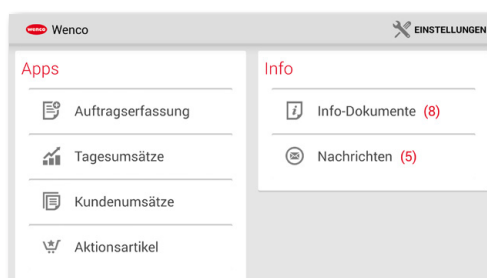 wenco Wenco
EINSTELLUNGEN
Apps
Auftragserfassung
Tagesumsätze
Kundenumsätze
Aktionsartikel
Info
Info-Dokumente (8)
Nachrichten (5)